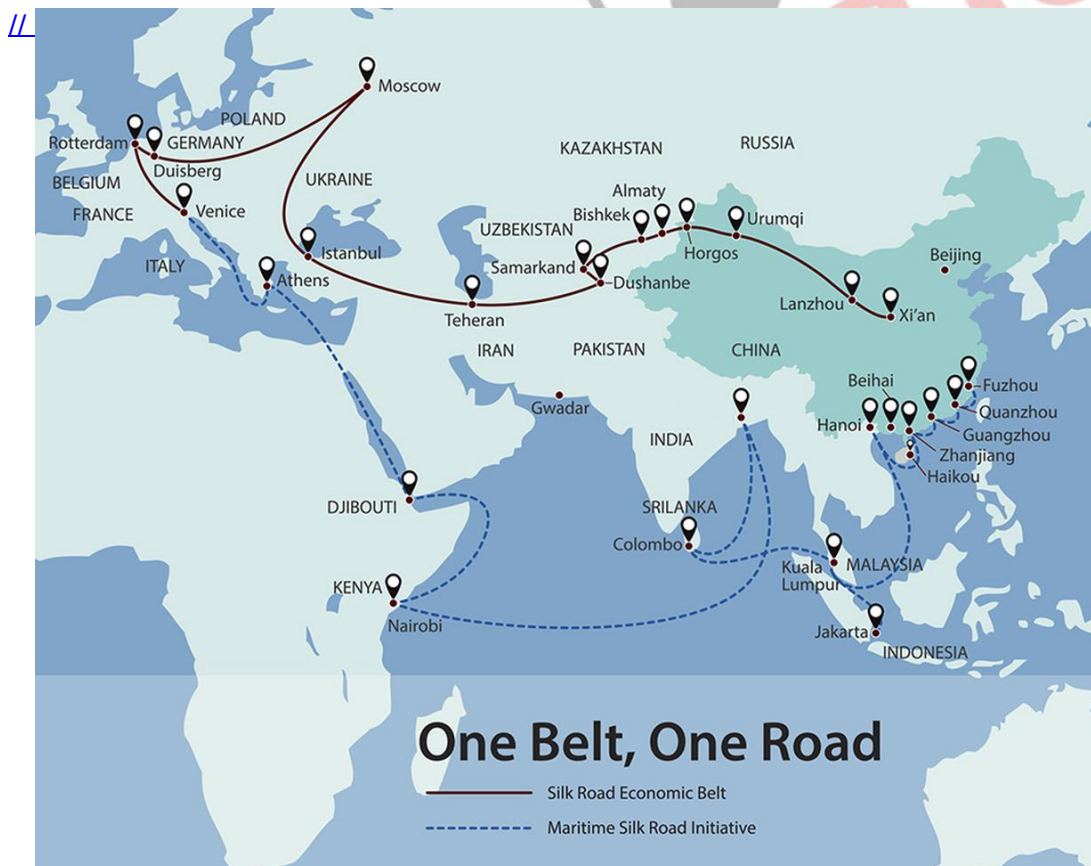 //
Moscow
POLAND
Rotterdam
GERMANY
Duisberg
BELGIUM
FRANCE
Venice
UKRAINE
ITALY
Istanbul
Athens
KAZAKHSTAN
RUSSIA
Almaty
Bishkek
UZBEKISTAN
Urumqi
Horgos
Samarkand
Dushanbe
Beijing
Teheran
Lanzhou
Xi'an
IRAN
PAKISTAN
CHINA
Gwadar
Beihai
Fuzhou
Hanoi
Quanzhou
Guangzhou
Zhanjiang
Haikou
INDIA
DJIBOUTI
SRILANKA
Colombo
Kuala
Lumpur
MALAYSIA
KENYA
Nairobi
Jakarta
INDONESIA
One Belt, One Road
Silk Road Economic Belt
Maritime Silk Road Initiative